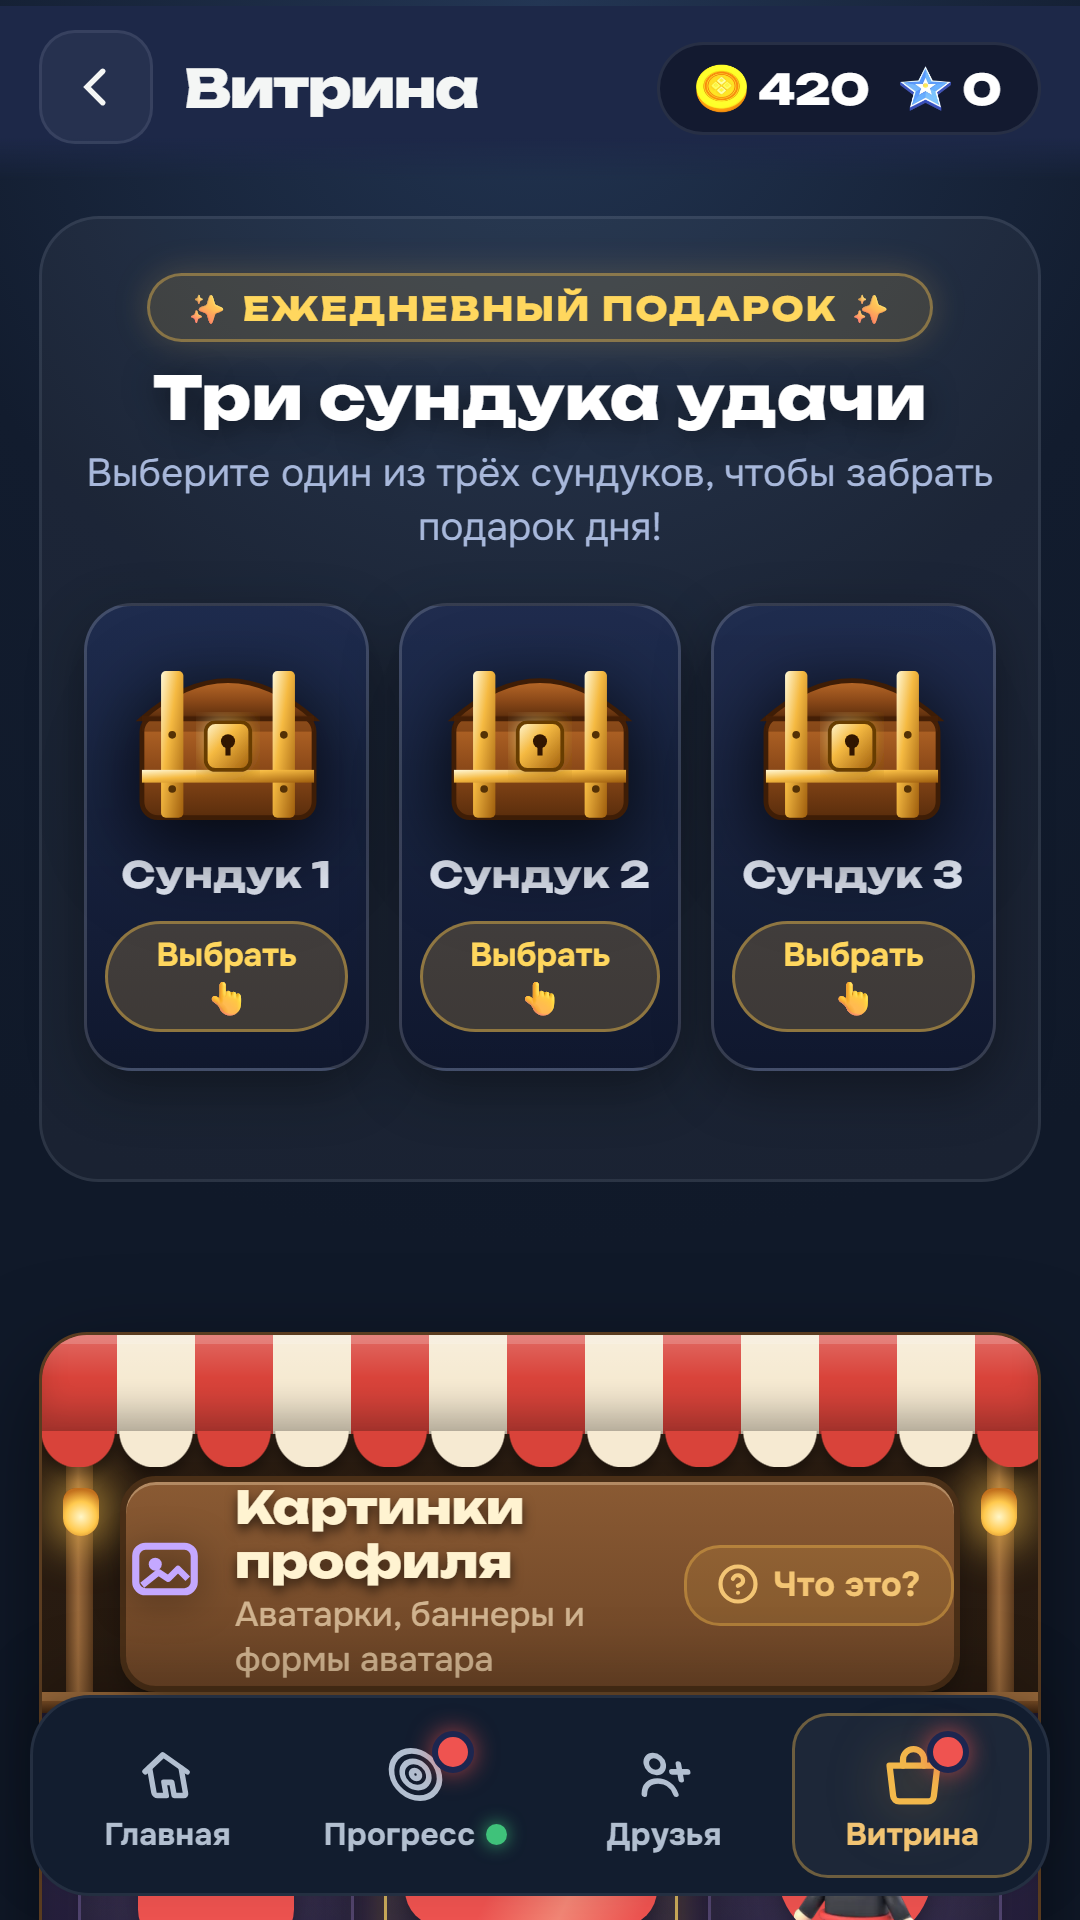 Витрина
420 0
✨ ЕЖЕДНЕВНЫЙ ПОДАРОК ✨
Три сундука удачи
Выберите один из трёх сундуков, чтобы забрать
подарок дня!
Сундук 1 Сундук 2 Сундук 3
Выбрать 👆 Выбрать 👆 Выбрать 👆
Картинки
профиля
Аватарки, баннеры и
формы аватара
Что это?
Главная Прогресс Друзья Витрина